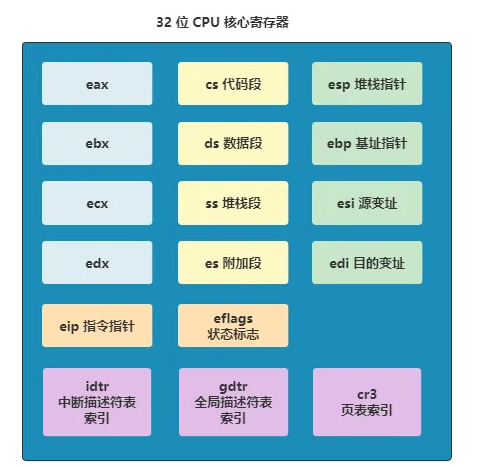 32 位 CPU 核心寄存器
eax
cs 代码段
esp 堆栈指针
ebx
ds 数据段
ebp 基址指针
ecx
ss 堆栈段
esi 源变址
edx
es 附加段
edi 目的变址
eip 指令指针
eflags
状态标志
idtr
中断描述符表
索引
gdtr
全局描述符表
索引
cr3
页表索引